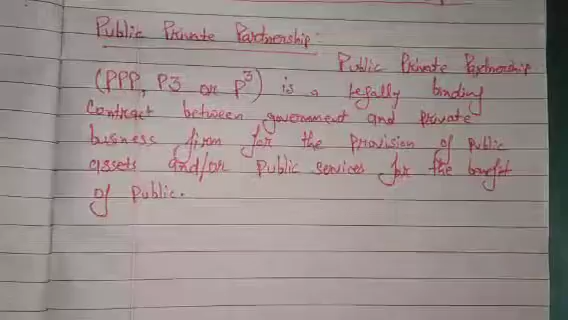 Public Private Partnership:
Public Private Partnership
(PPP, P3 or P³) is a legally binding
Contract between government and private
business firm for the provision of public
assets and/or public services for the benefit
of public.